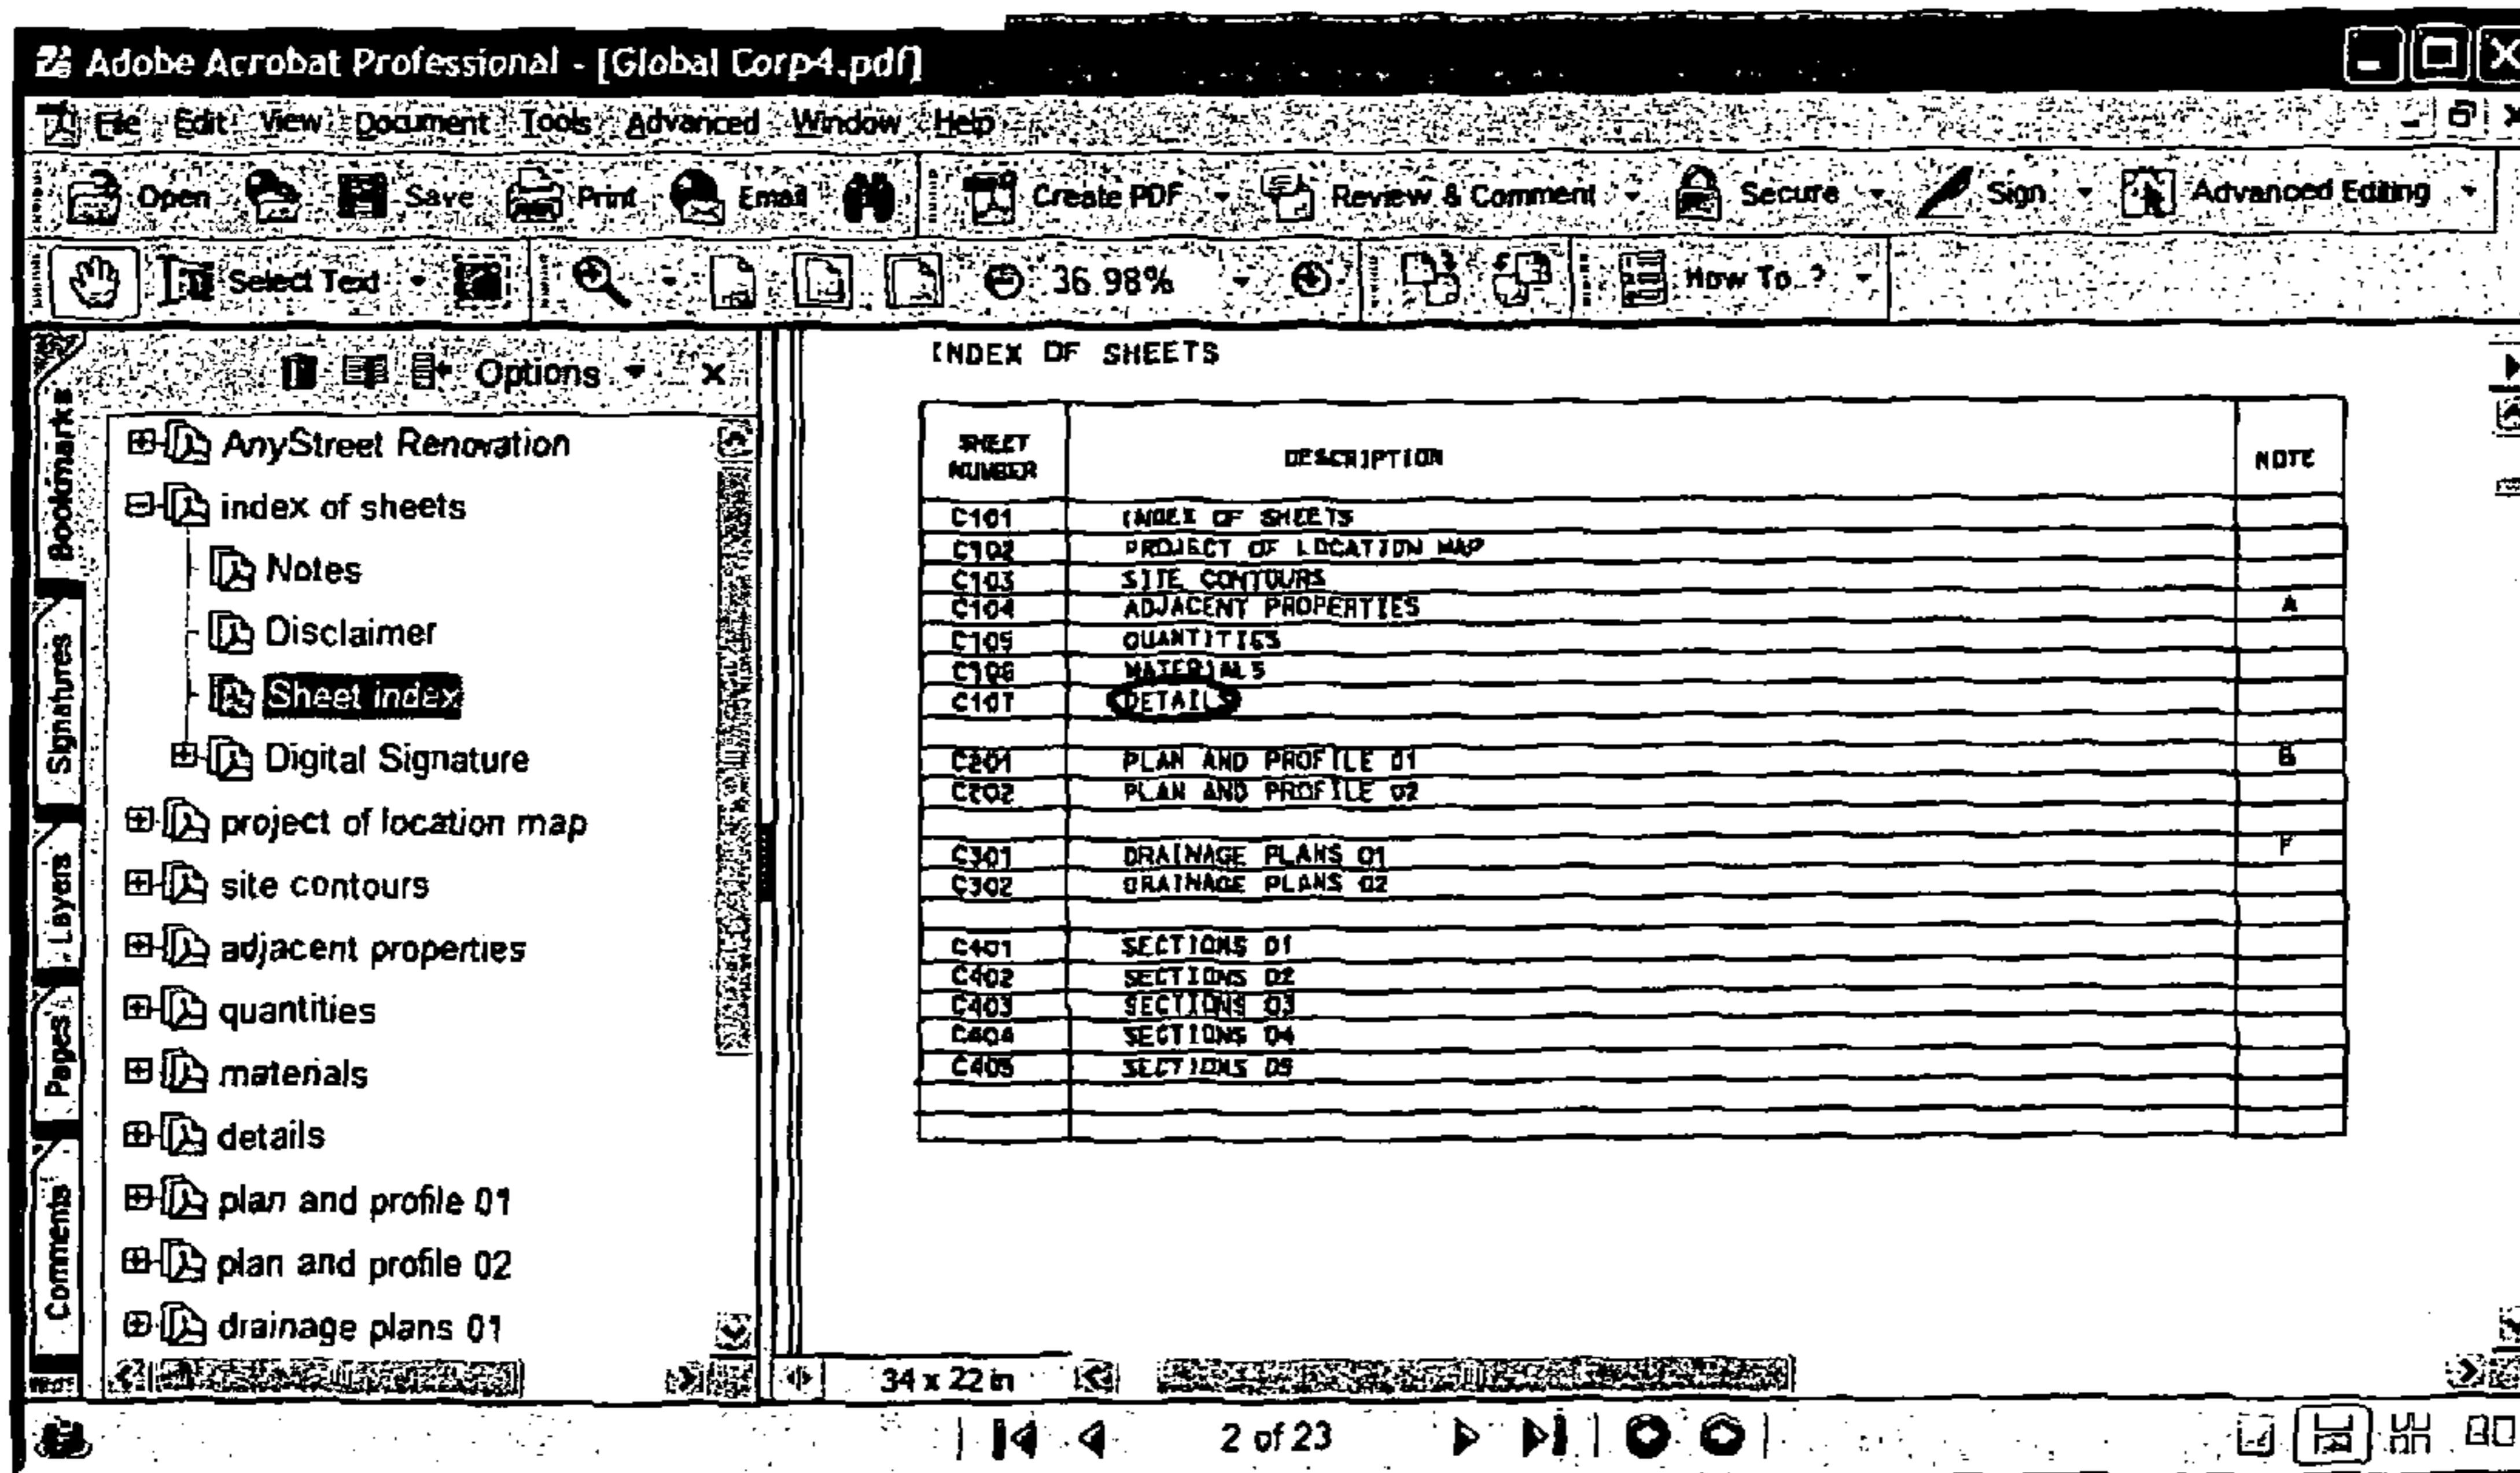 Adobe Acrobat Professional - [Global Corp4.pdf]
File Edit View Document Tools Advanced Window Help
Open Save Print Email Create PDF Review & Comment Secure Sign Advanced Editing
Select Text 36.98% How To..?
Bookmarks
Signatures
Layers
Pages
Comments
Options
AnyStreet Renovation
index of sheets
Notes
Disclaimer
Sheet index
Digital Signature
project of location map
site contours
adjacent properties
quantities
materials
details
plan and profile 01
plan and profile 02
drainage plans 01
INDEX OF SHEETS
SHEET NUMBER DESCRIPTION NOTE
C101 INDEX OF SHEETS
C102 PROJECT OF LOCATION MAP
C103 SITE CONTOURS
C104 ADJACENT PROPERTIES A
C105 QUANTITIES
C106 MATERIALS
C107 DETAILS
C201 PLAN AND PROFILE 01 B
C202 PLAN AND PROFILE 02
C301 DRAINAGE PLANS 01 F
C302 DRAINAGE PLANS 02
C401 SECTIONS 01
C402 SECTIONS 02
C403 SECTIONS 03
C404 SECTIONS 04
C405 SECTIONS 05
34 x 22 in
2 of 23